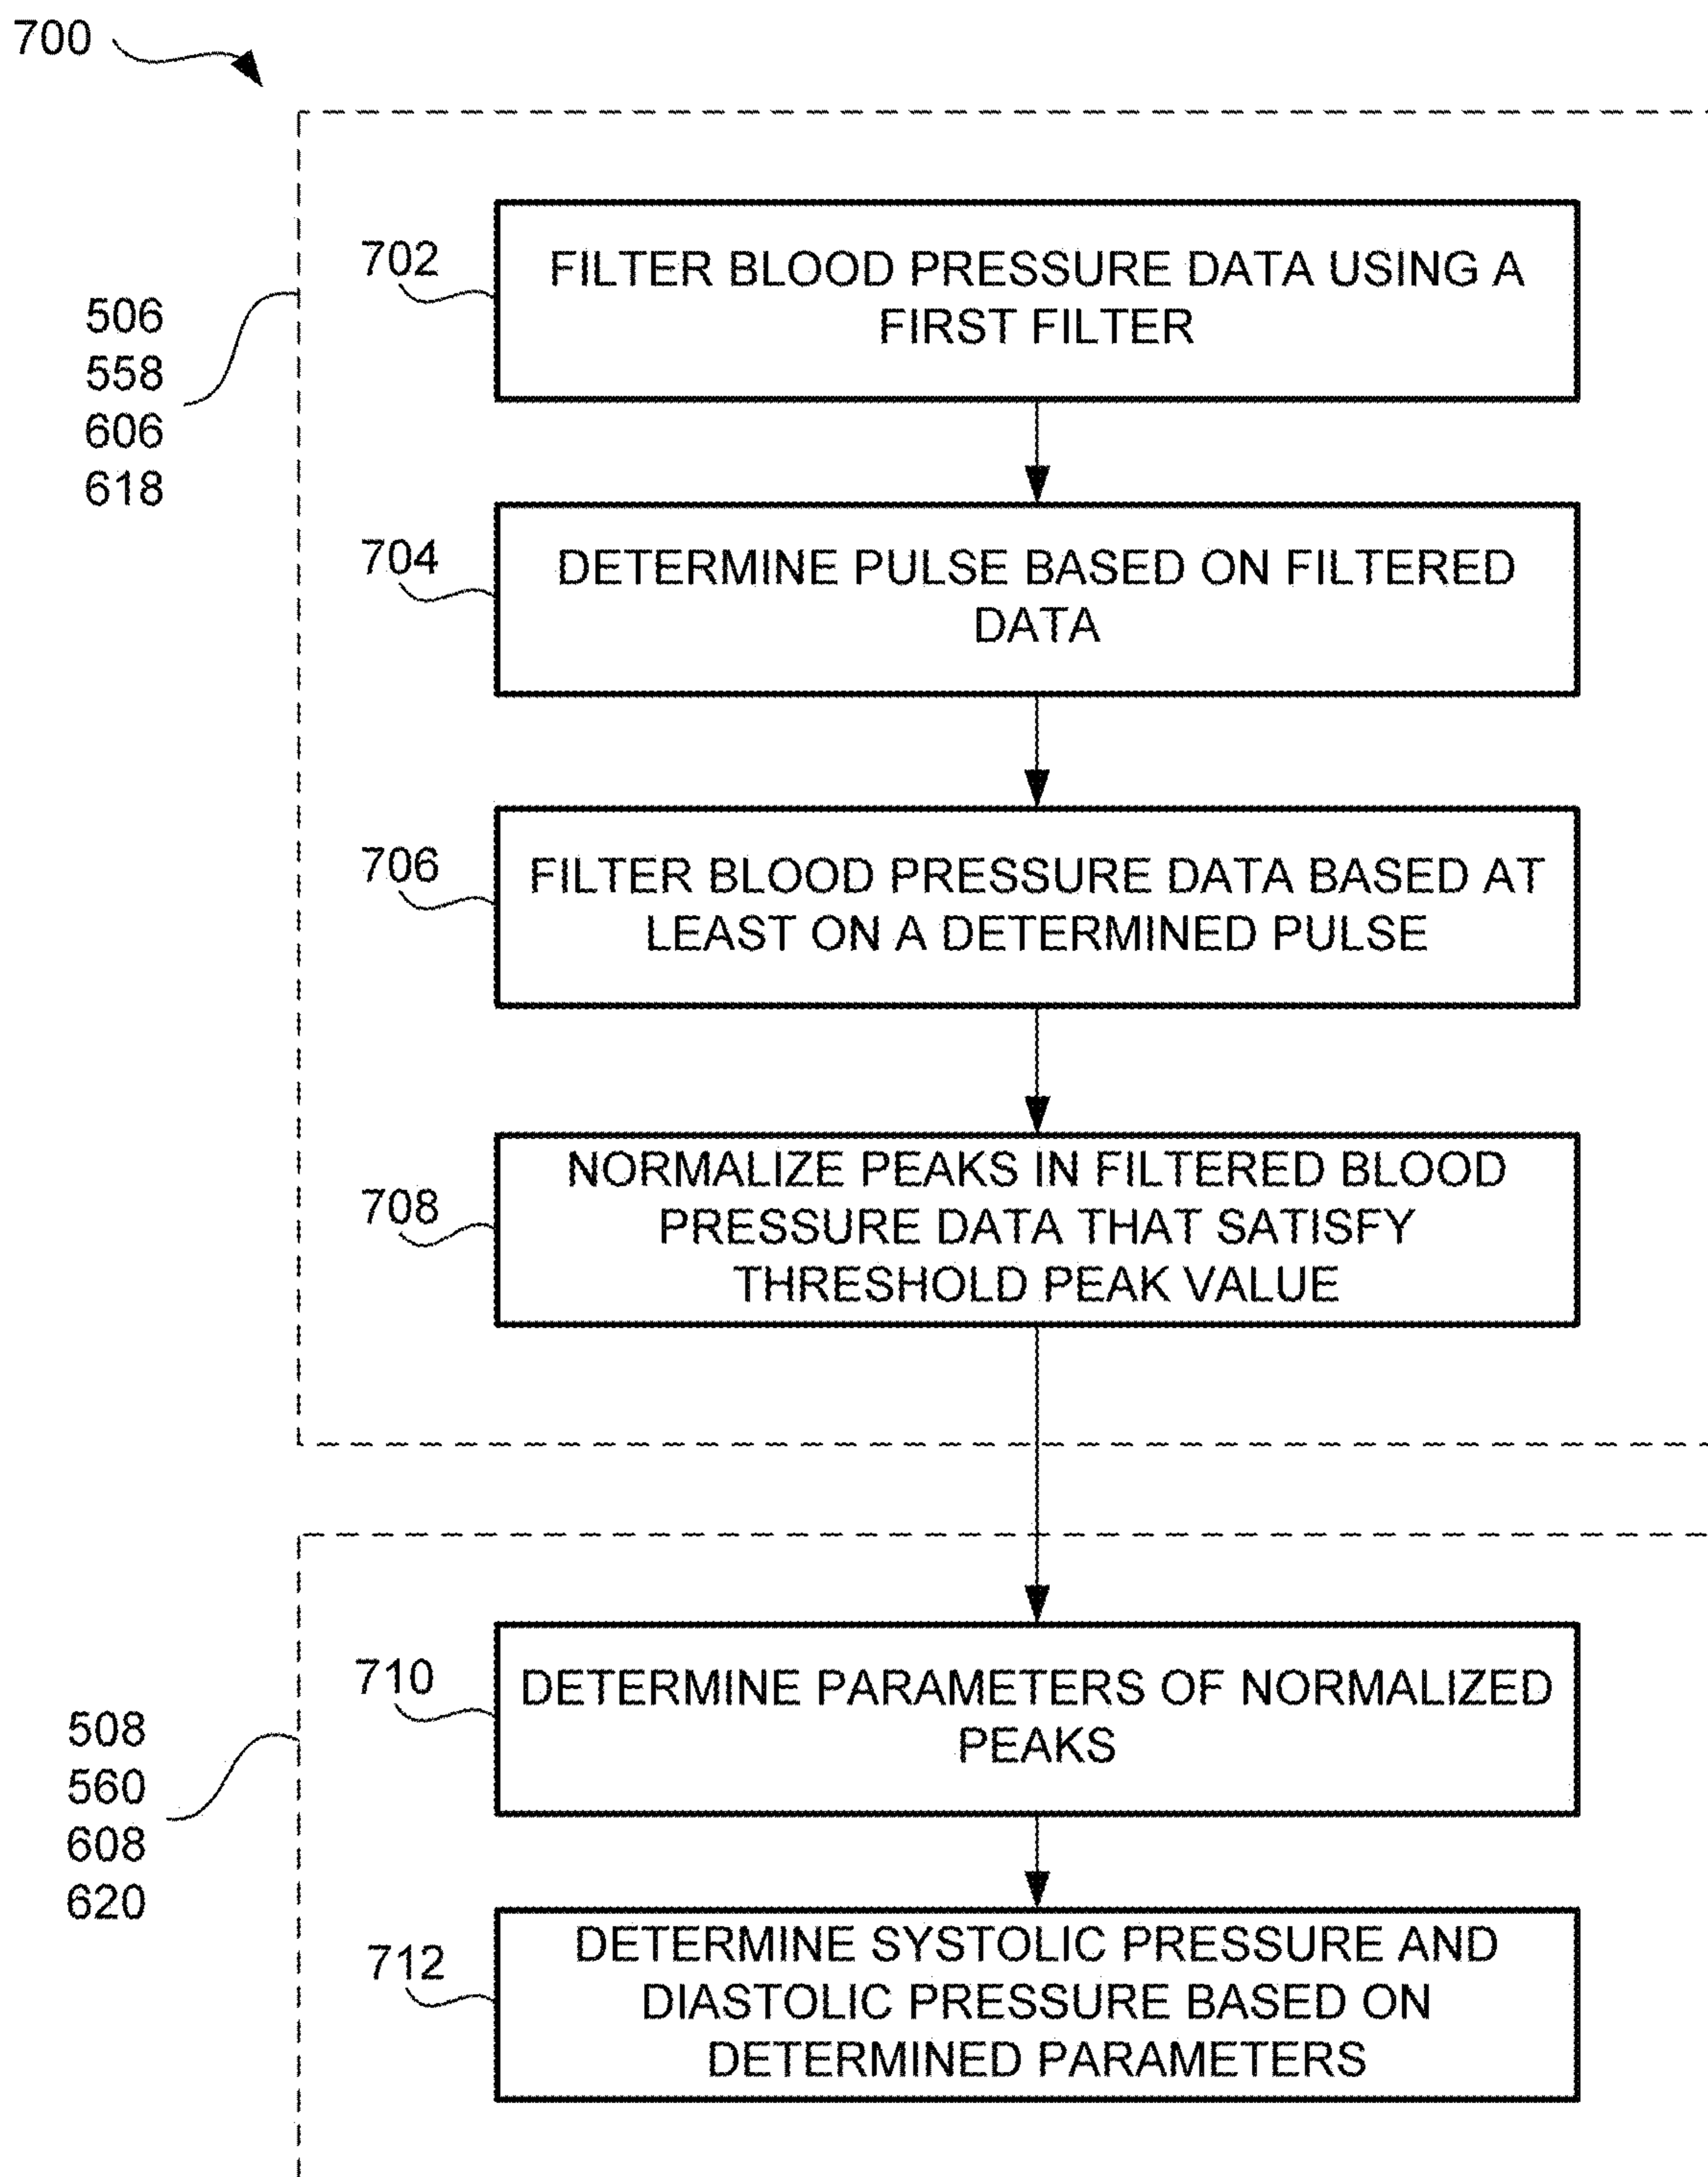 700
702
FILTER BLOOD PRESSURE DATA USING A
FIRST FILTER
506
558
606
618
704
DETERMINE PULSE BASED ON FILTERED
DATA
706
FILTER BLOOD PRESSURE DATA BASED AT
LEAST ON A DETERMINED PULSE
708
NORMALIZE PEAKS IN FILTERED BLOOD
PRESSURE DATA THAT SATISFY
THRESHOLD PEAK VALUE
710
DETERMINE PARAMETERS OF NORMALIZED
PEAKS
508
560
608
620
712
DETERMINE SYSTOLIC PRESSURE AND
DIASTOLIC PRESSURE BASED ON
DETERMINED PARAMETERS